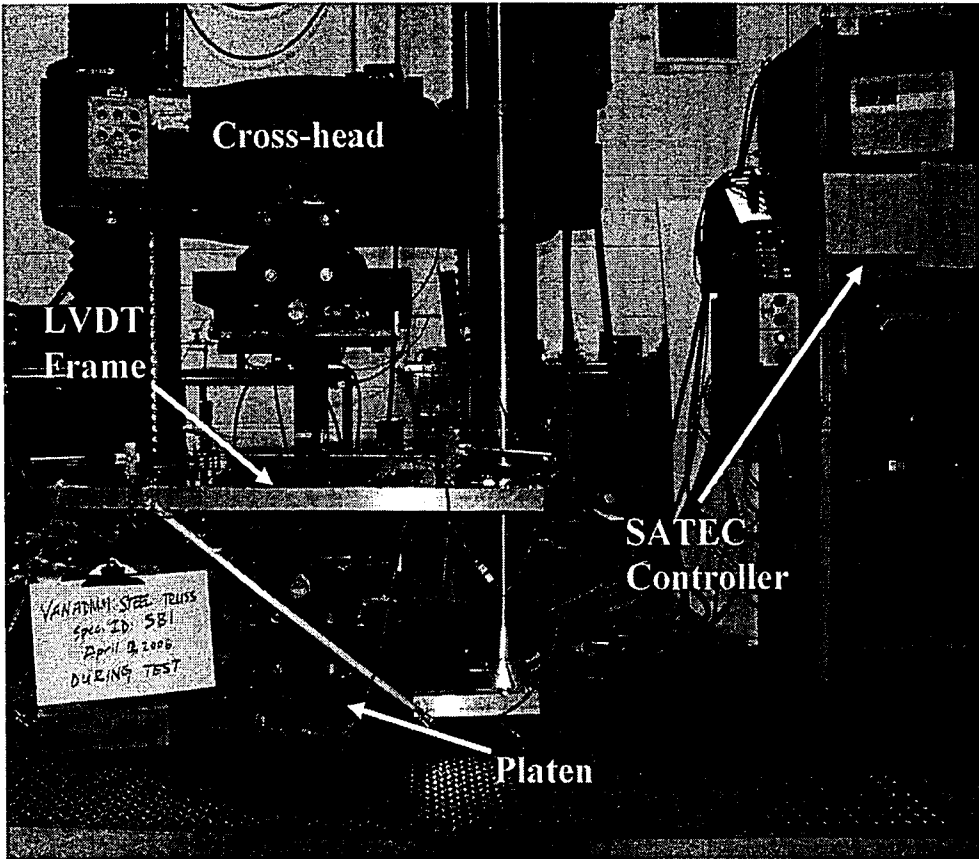 Cross-head
LVDT
Frame
SATEC
Controller
VANADIUM STEEL TRUSS
Spec. ID: SB1
April 2006
DURING TEST
Platen